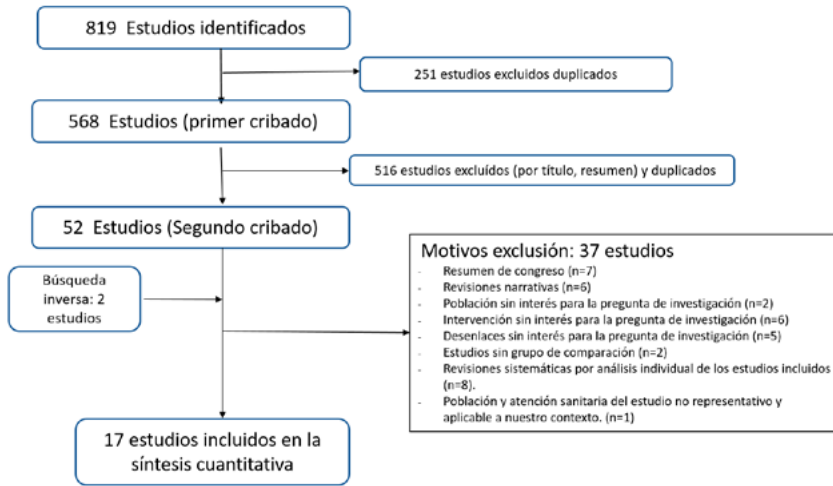 819 Estudios identificados
251 estudios excluidos duplicados
568 Estudios (primer cribado)
516 estudios excluídos (por título, resumen) y duplicados
52 Estudios (Segundo cribado)
Búsqueda
inversa: 2
estudios
Motivos exclusión: 37 estudios
- Resumen de congreso (n=7)
- Revisiones narrativas (n=6)
- Población sin interés para la pregunta de investigación (n=2)
- Intervención sin interés para la pregunta de investigación (n=6)
- Desenlaces sin interés para la pregunta de investigación (n=5)
- Estudios sin grupo de comparación (n=2)
- Revisiones sistemáticas por análisis individual de los estudios incluidos
(n=8).
- Población y atención sanitaria del estudio no representativo y
aplicable a nuestro contexto. (n=1)
17 estudios incluidos en la
síntesis cuantitativa